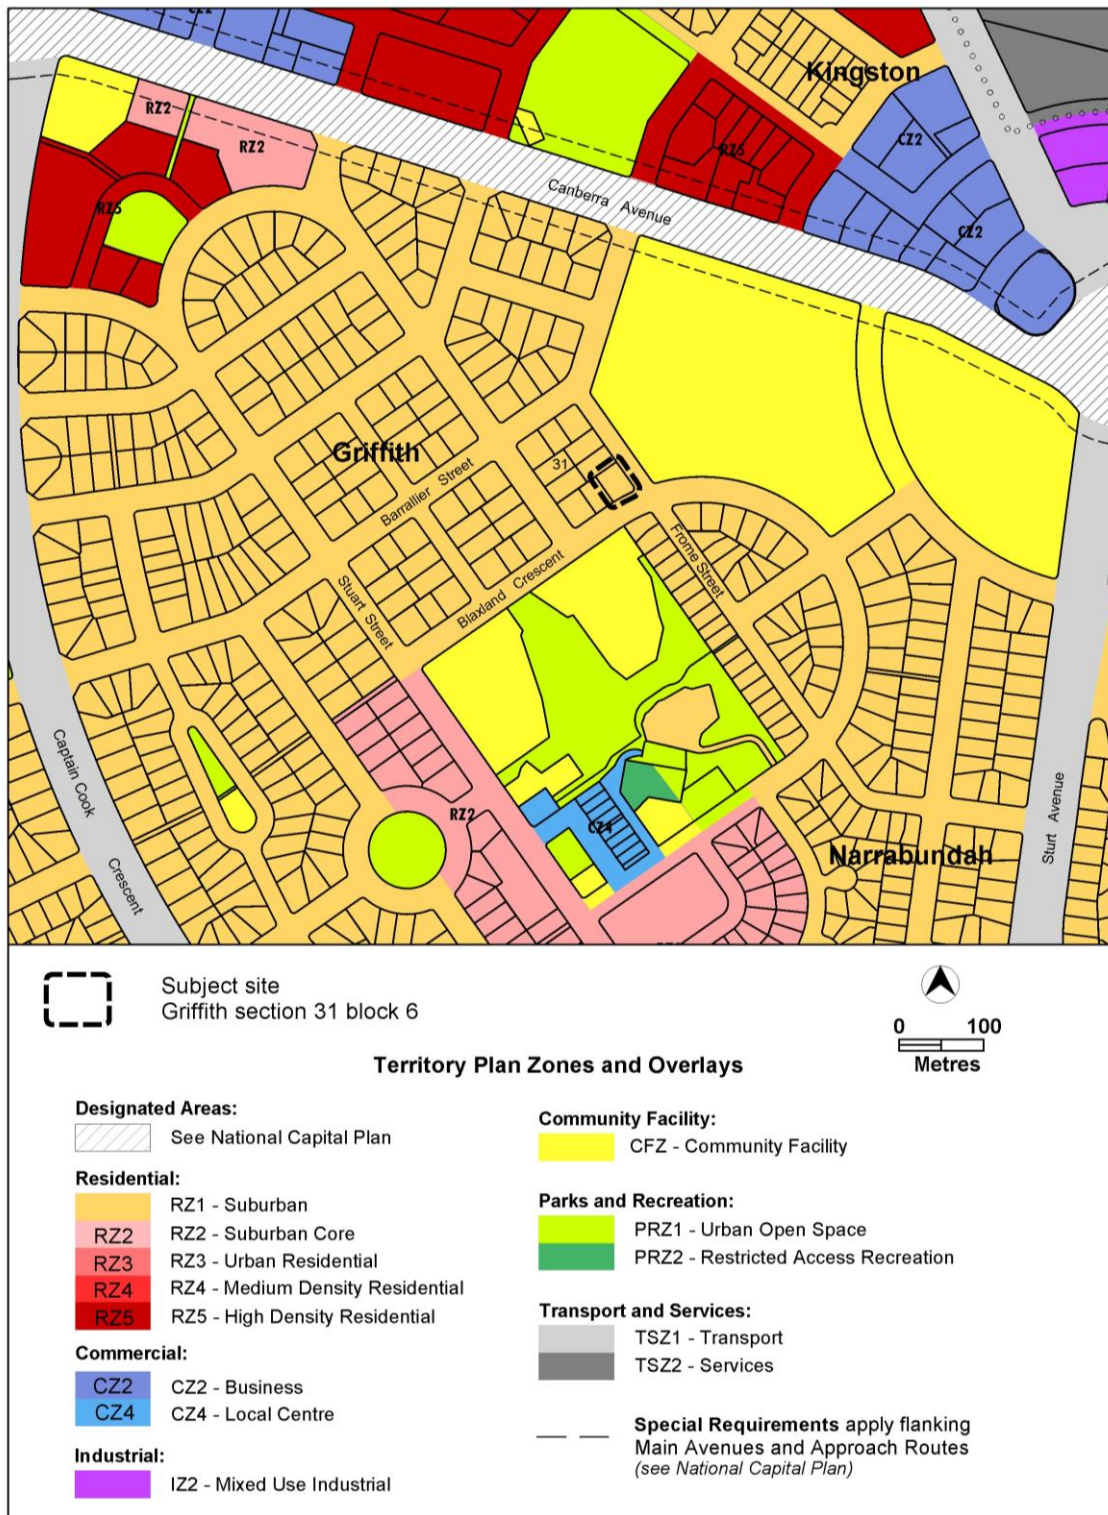 CZ2
Kingston
RZ2
RZ2
CZ2
RZ5
RZ5
Canberra Avenue
CZ2
Griffith
31
Barrallier Street
Frome Street
Blaxland Crescent
Stuart Street
Captain Cook
Crescent
RZ2
CZ4
Narrabundah
Sturt Avenue
Subject site
Griffith section 31 block 6
0 100
Metres
Territory Plan Zones and Overlays
Designated Areas:
See National Capital Plan
Residential:
RZ1 - Suburban
RZ2 RZ2 - Suburban Core
RZ3 RZ3 - Urban Residential
RZ4 RZ4 - Medium Density Residential
RZ5 RZ5 - High Density Residential
Commercial:
CZ2 CZ2 - Business
CZ4 CZ4 - Local Centre
Industrial:
IZ2 - Mixed Use Industrial
Community Facility:
CFZ - Community Facility
Parks and Recreation:
PRZ1 - Urban Open Space
PRZ2 - Restricted Access Recreation
Transport and Services:
TSZ1 - Transport
TSZ2 - Services
Special Requirements apply flanking
Main Avenues and Approach Routes
(see National Capital Plan)